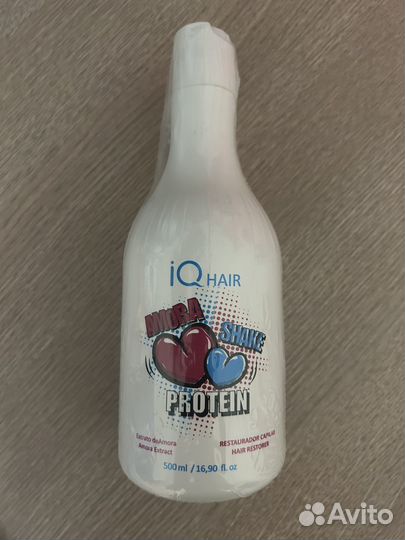 iQ HAIR
AMORA
SHAKE
PROTEIN
Extrato de Amora
Amora Extract
RESTAURADOR CAPILAR
HAIR RESTORER
500 ml / 16,90 fl. oz
Avito